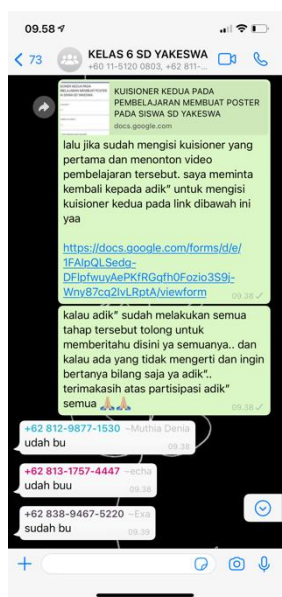 09.58
73
KELAS 6 SD YAKESWA
+60 11-5120 0803, +62 811-...
KUISIONER KEDUA PADA
PEMBELAJARAN MEMBUAT POSTER
PADA SISWA SD YAKESWA
docs.google.com
lalu jika sudah mengisi kuisioner yang
pertama dan menonton video
pembelajaran tersebut. saya meminta
kembali kepada adik” untuk mengisi
kuisioner kedua pada link dibawah ini
yaa
https://docs.google.com/forms/d/e/
1FAIpQLSedq-
DFlpfwuyAePKfRGqfh0Fozio3S9j-
Wny87cq2lvLRptA/viewform
09.38
kalau adik” sudah melakukan semua
tahap tersebut tolong untuk
memberitahu disini ya semuanya.. dan
kalau ada yang tidak mengerti dan ingin
bertanya bilang saja ya adik”..
terimakasih atas partisipasi adik”
semua 🙏🙏
09.38
+62 812-9877-1530 ~Muthia Denia
udah bu
09.38
+62 813-1757-4447 ~echa
udah buu
09.38
+62 838-9467-5220 ~Exa
sudah bu
09.39